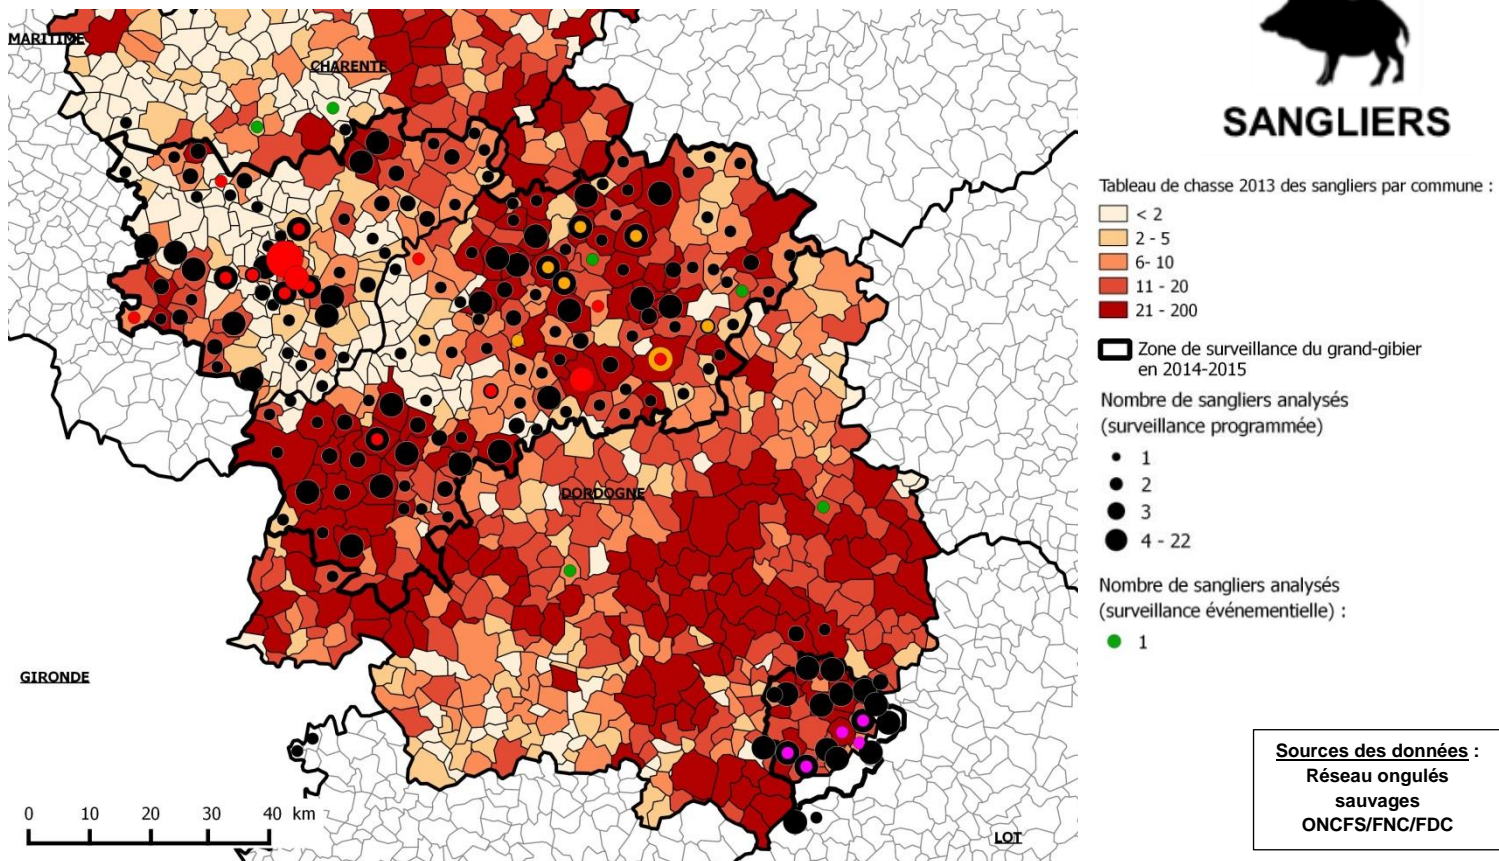 MARITIME
CHARENTE
DORDOGNE
GIRONDE
LOT
0 10 20 30 40 km
SANGLIERS
Tableau de chasse 2013 des sangliers par commune :
< 2
2 - 5
6- 10
11 - 20
21 - 200
Zone de surveillance du grand-gibier
en 2014-2015
Nombre de sangliers analysés
(surveillance programmée)
1
2
3
4 - 22
Nombre de sangliers analysés
(surveillance événementielle) :
1
Sources des données :
Réseau ongulés
sauvages
ONCFS/FNC/FDC